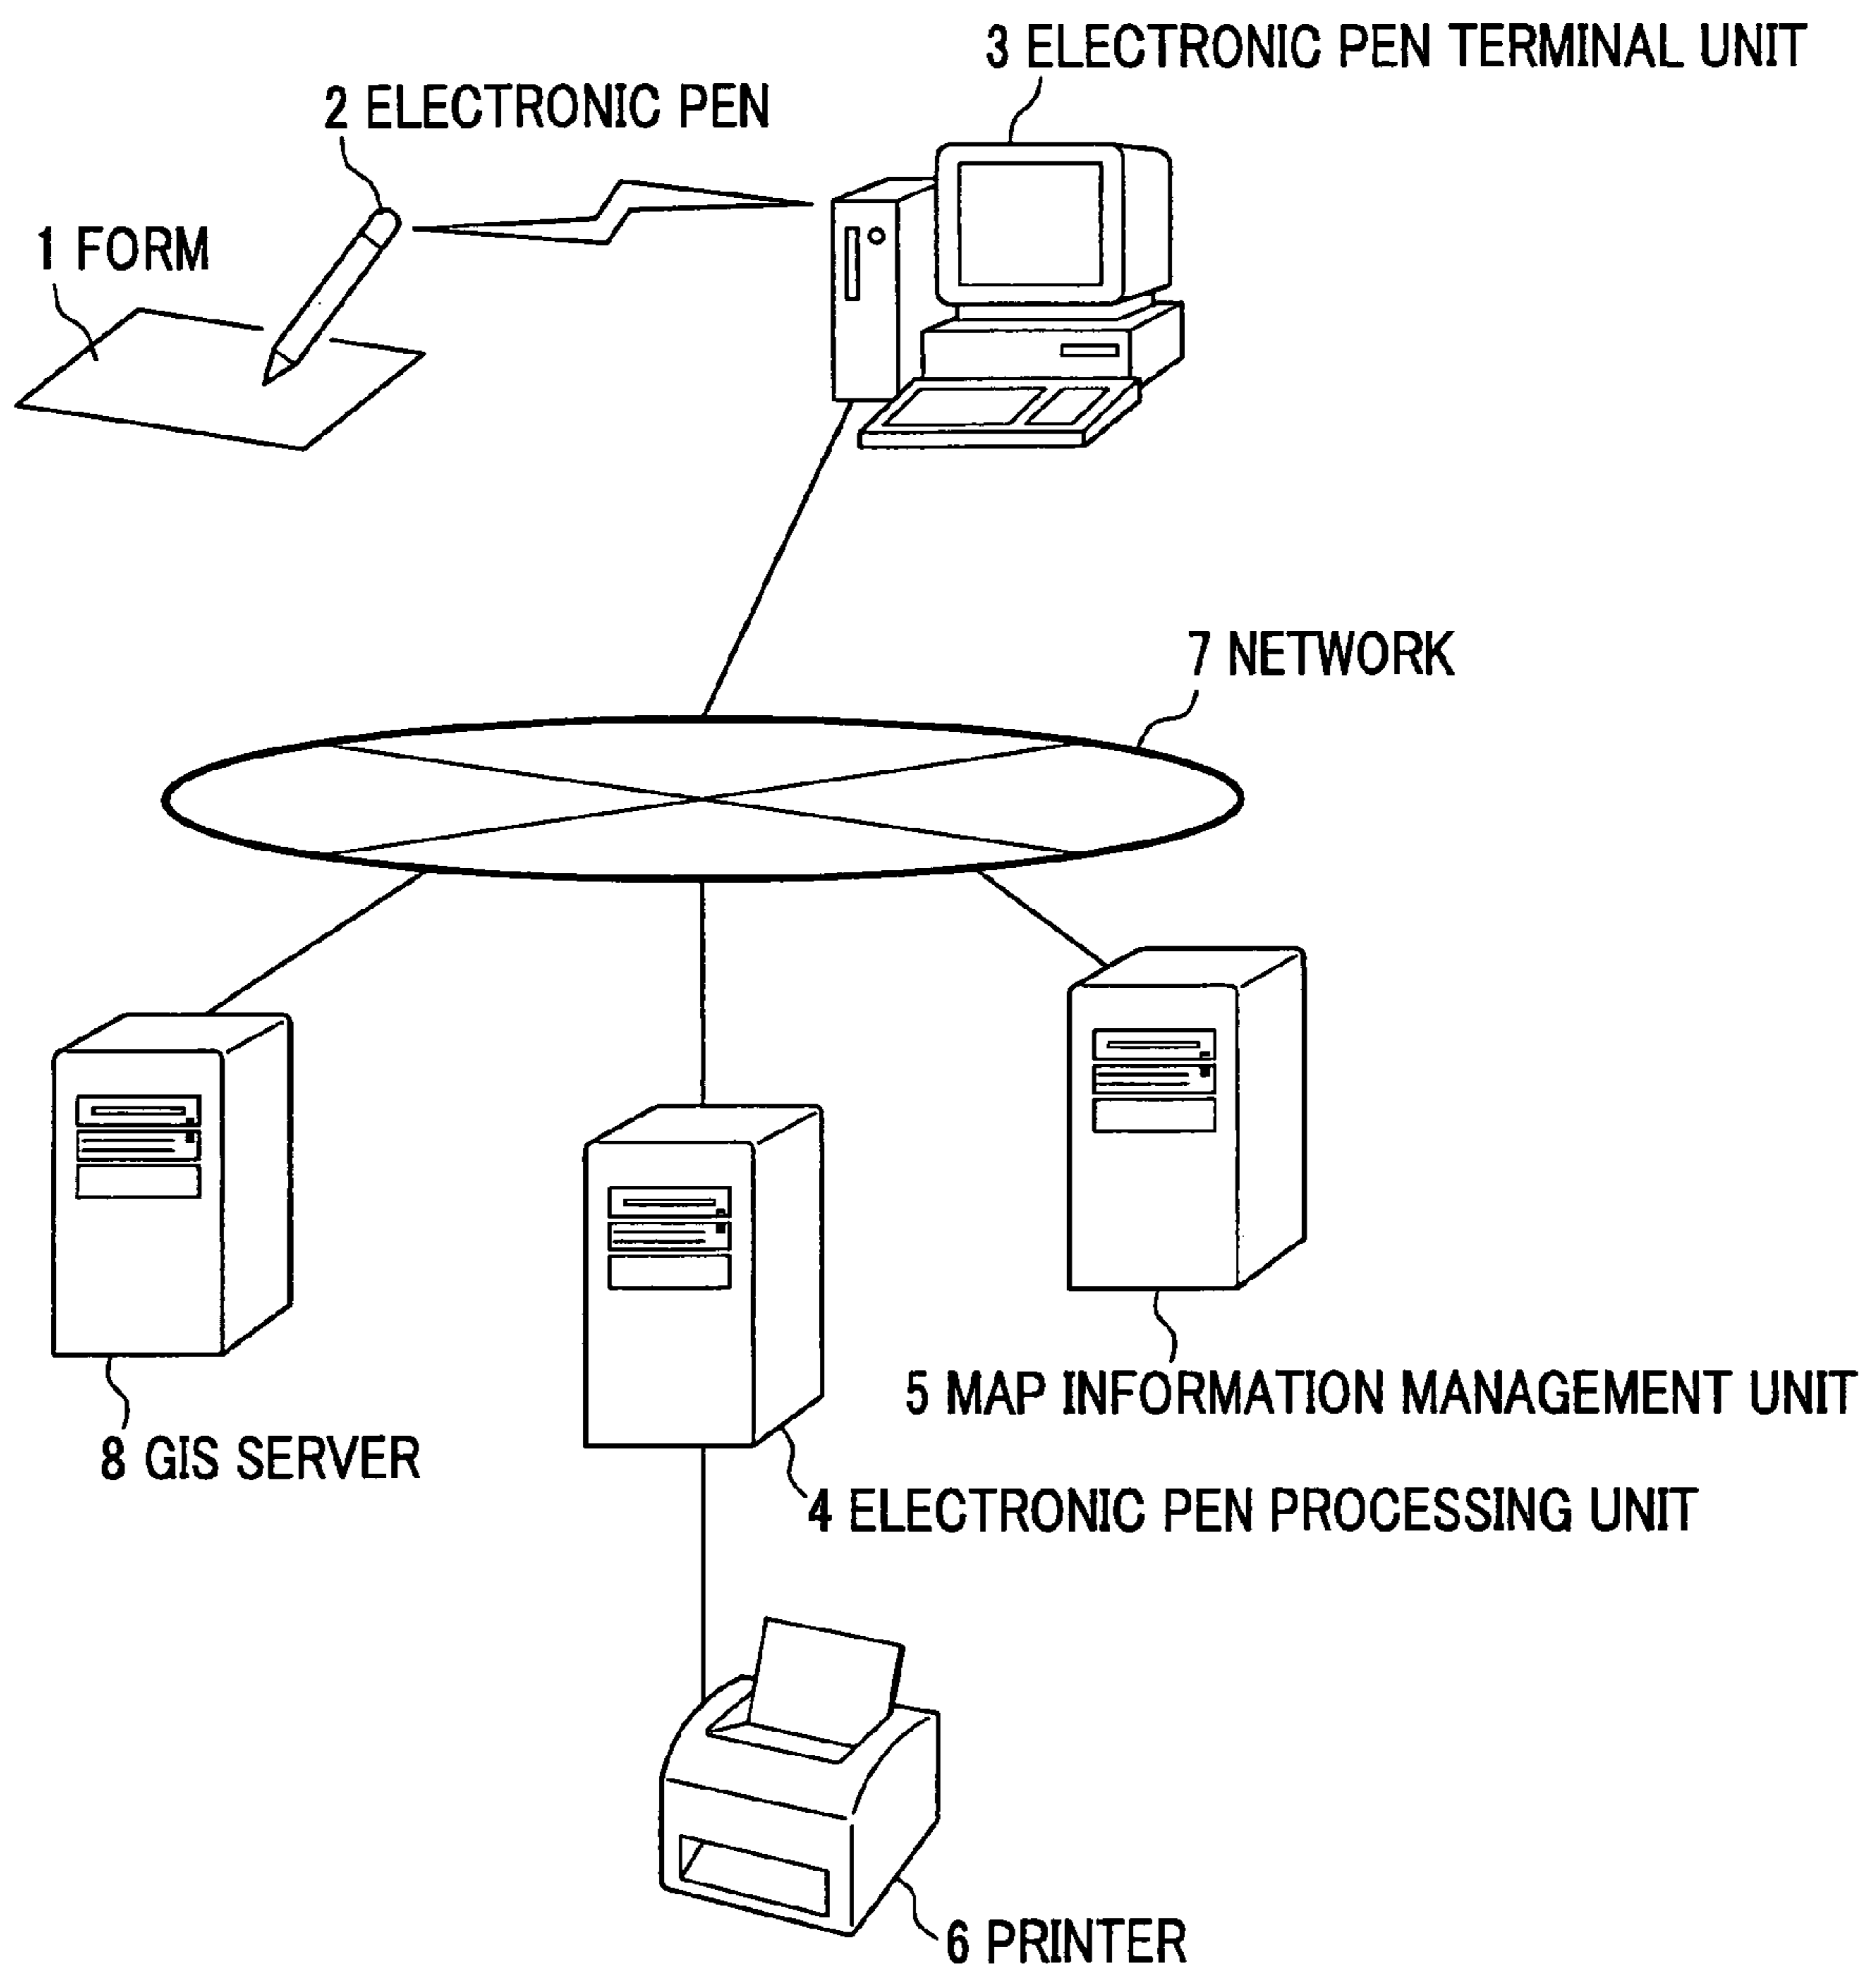 3 ELECTRONIC PEN TERMINAL UNIT
2 ELECTRONIC PEN
1 FORM
7 NETWORK
5 MAP INFORMATION MANAGEMENT UNIT
8 GIS SERVER
4 ELECTRONIC PEN PROCESSING UNIT
6 PRINTER